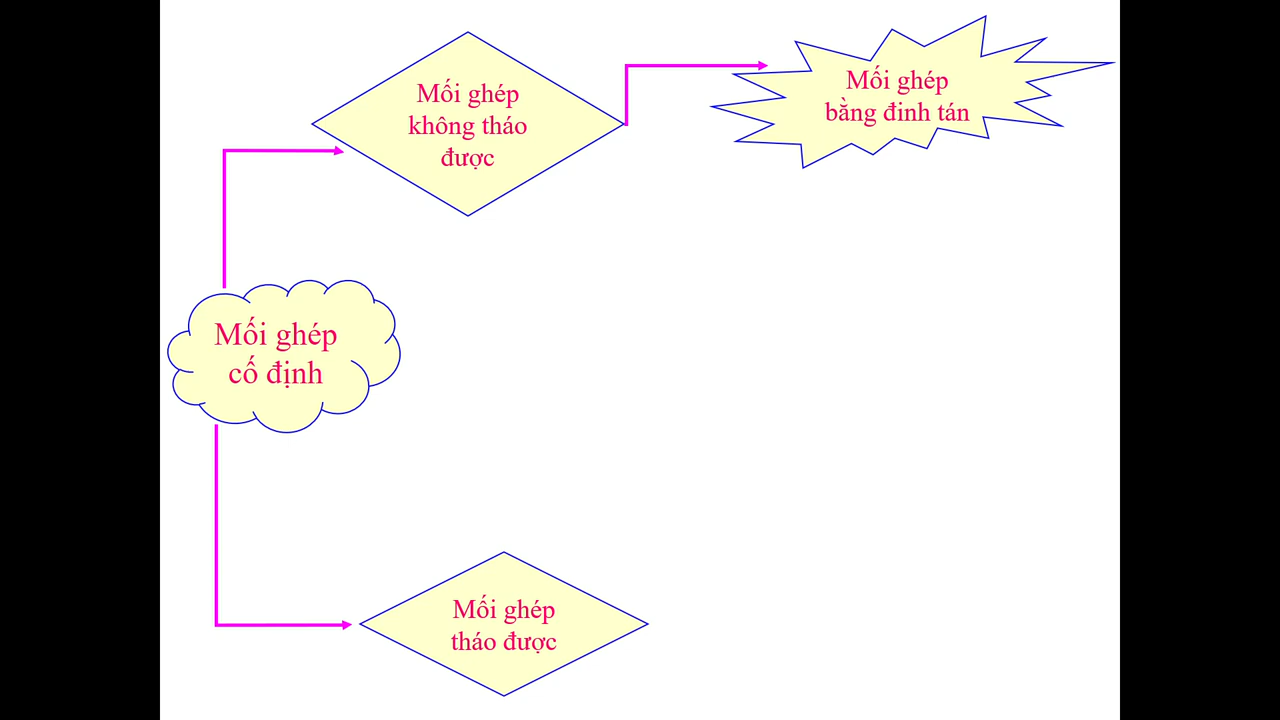 Mối ghép
không tháo
được
Mối ghép
bằng đinh tán
Mối ghép
cố định
Mối ghép
tháo được